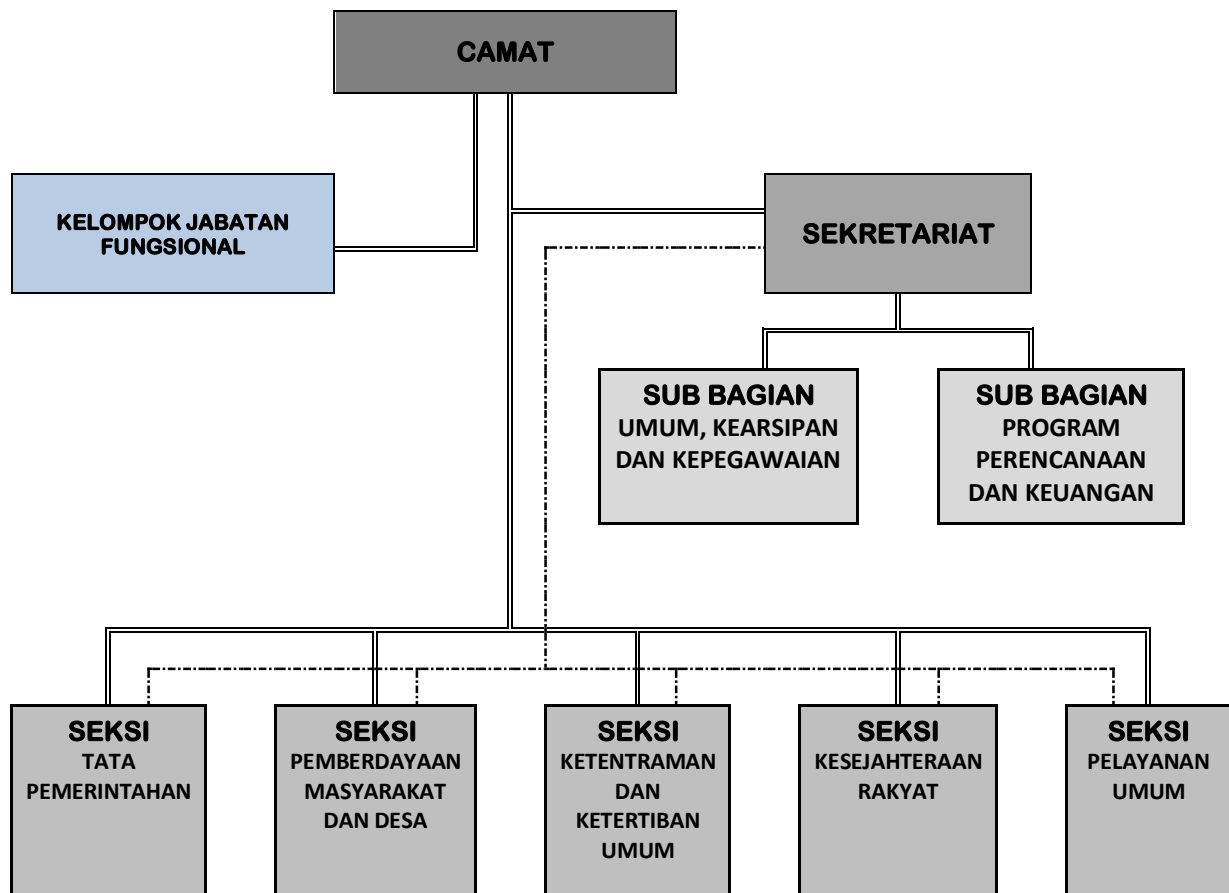 CAMAT
KELOMPOK JABATAN
FUNGSIONAL
SEKRETARIAT
SUB BAGIAN
UMUM, KEARSIPAN
DAN KEPEGAWAIAN
SUB BAGIAN
PROGRAM
PERENCANAAN
DAN KEUANGAN
SEKSI
TATA
PEMERINTAHAN
SEKSI
PEMBERDAYAAN
MASYARAKAT
DAN DESA
SEKSI
KETENTRAMAN
DAN
KETERTIBAN
UMUM
SEKSI
KESEJAHTERAAN
RAKYAT
SEKSI
PELAYANAN
UMUM